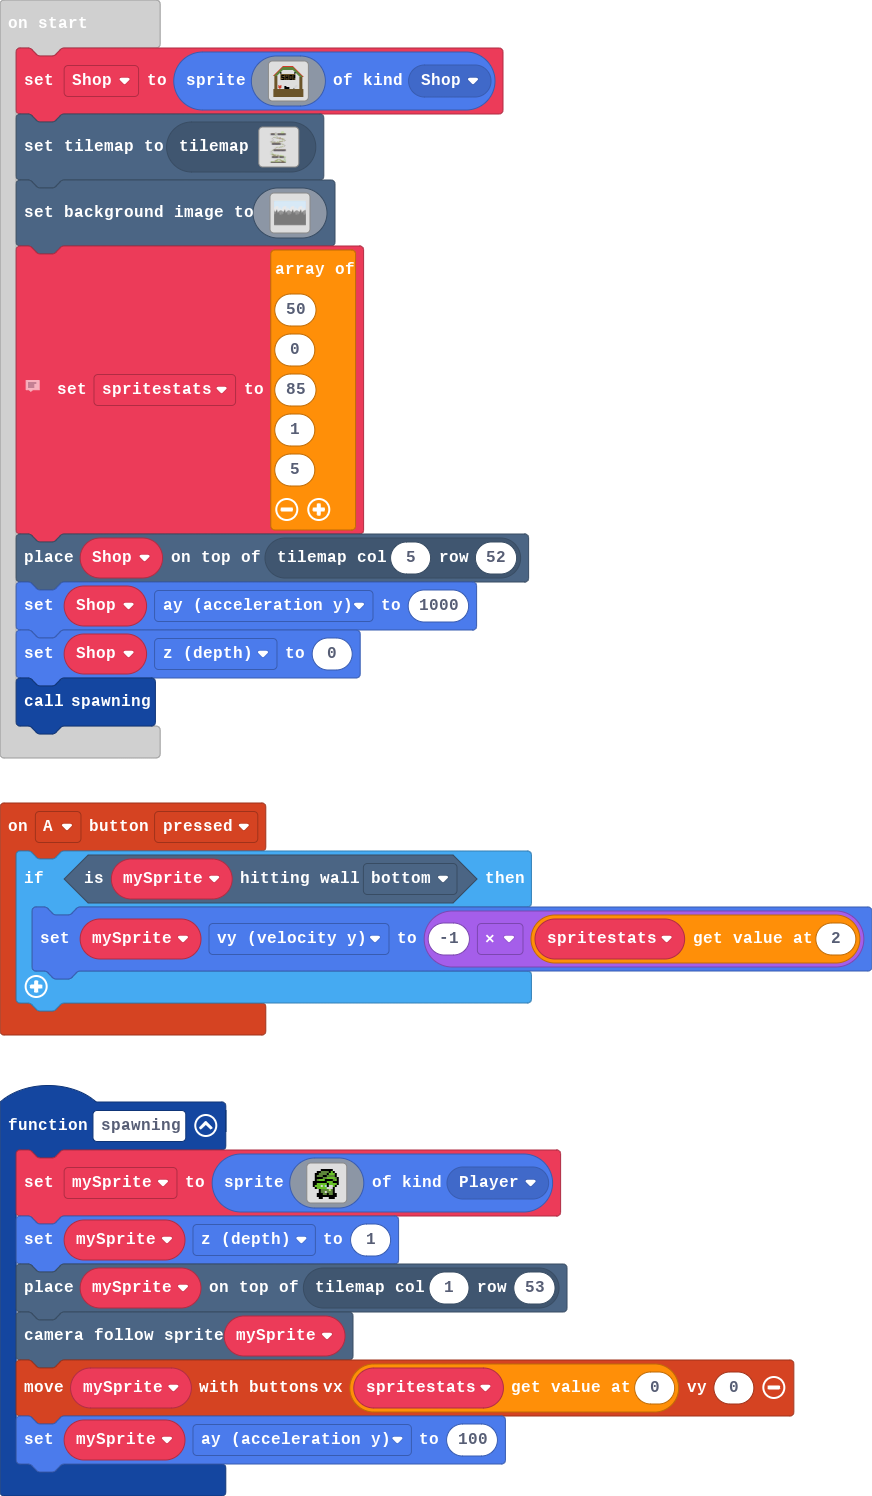 on start
set Shop to sprite of kind Shop
set tilemap to tilemap
set background image to
array of
50
0
85
set spritestats to
1
5
place Shop on top of tilemap col 5 row 52
set Shop ay (acceleration y) to 1000
set Shop z (depth) to 0
call spawning
on A button pressed
if is mySprite hitting wall bottom then
set mySprite vy (velocity y) to -1 × spritestats get value at 2
function spawning
set mySprite to sprite of kind Player
set mySprite z (depth) to 1
place mySprite on top of tilemap col 1 row 53
camera follow sprite mySprite
move mySprite with buttons vx spritestats get value at 0 vy 0
set mySprite ay (acceleration y) to 100